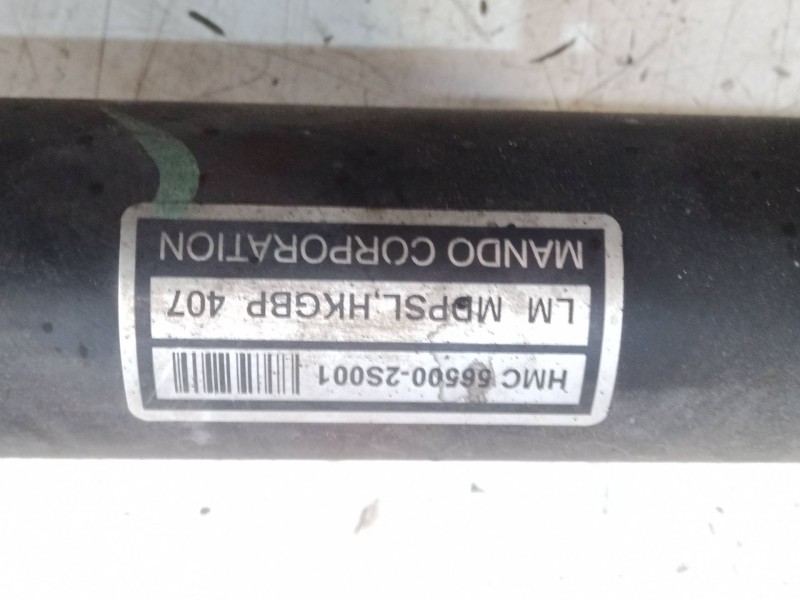 HMC 56500-2S001
LM MDPSL,HKGBP 407
MANDO CORPORATION